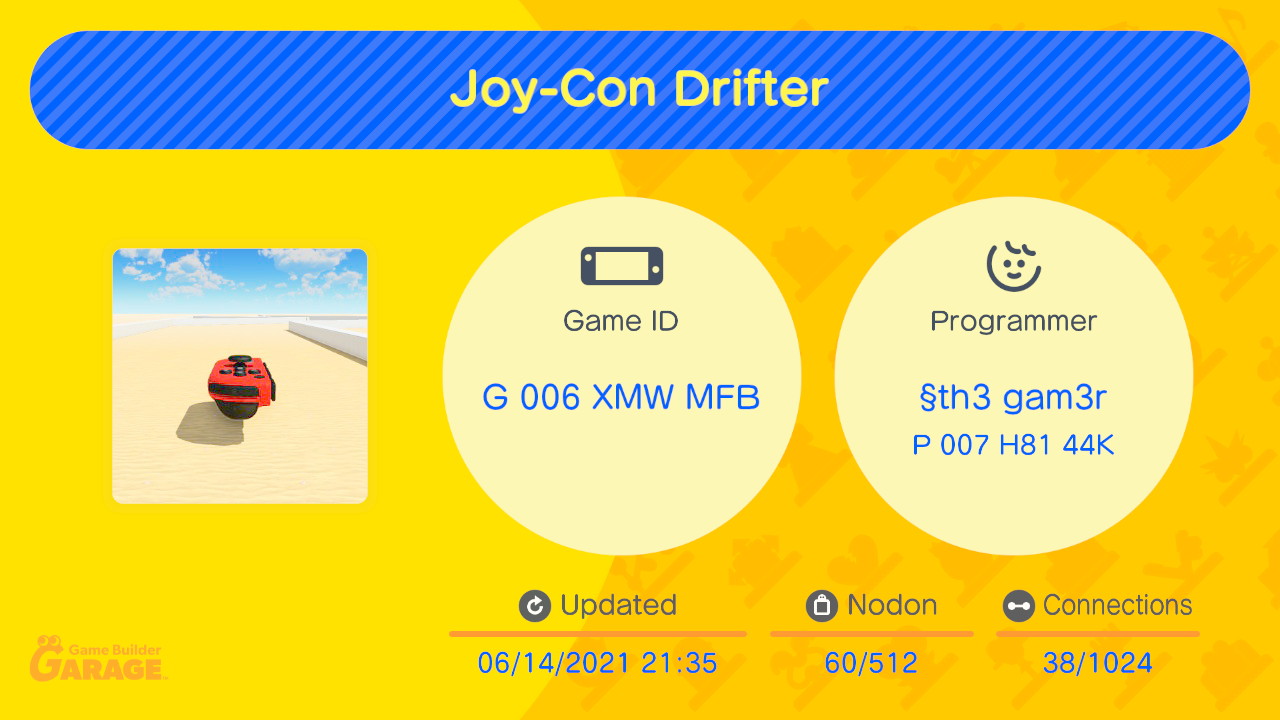 Joy-Con Drifter
Game ID
G 006 XMW MFB
Programmer
§th3 gam3r
P 007 H81 44K
Updated
06/14/2021 21:35
Nodon
60/512
Connections
38/1024
Game Builder
GARAGE™